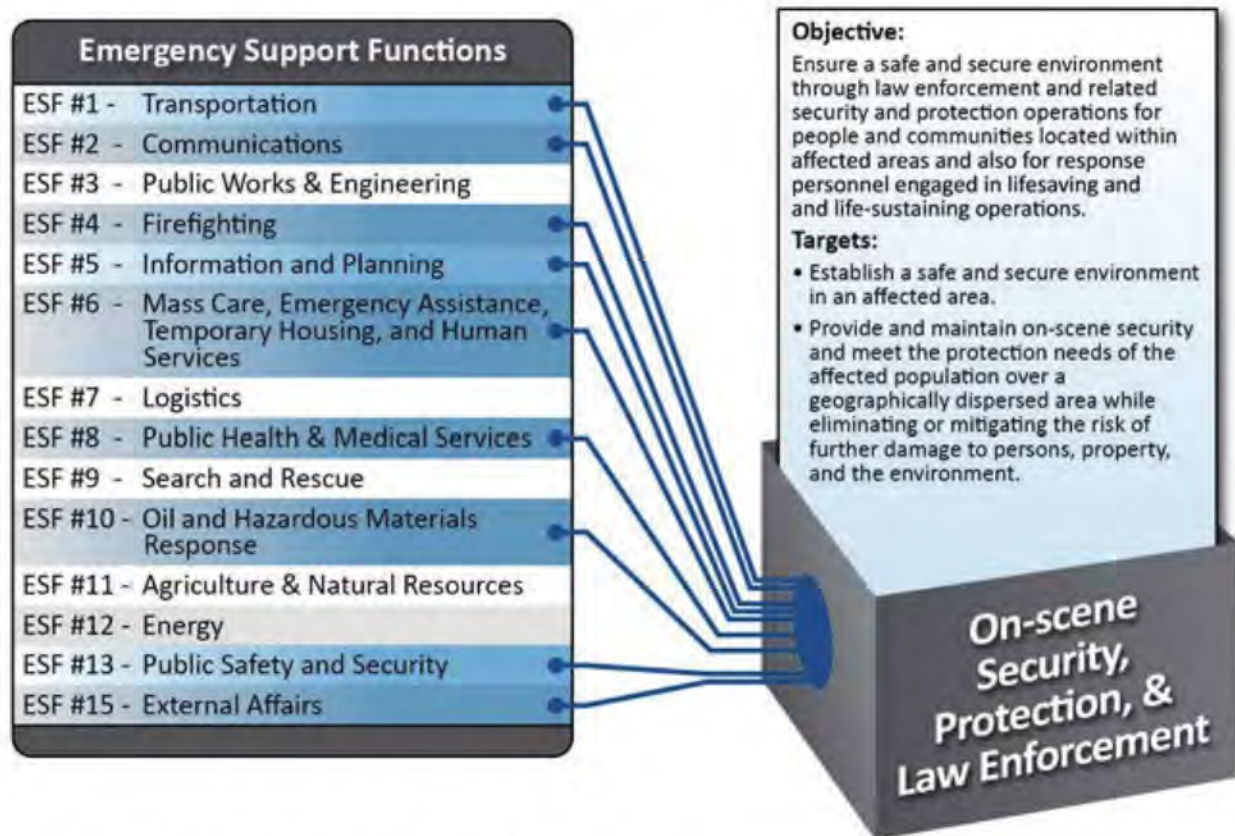 Emergency Support Functions
ESF #1 - Transportation
ESF #2 - Communications
ESF #3 - Public Works & Engineering
ESF #4 - Firefighting
ESF #5 - Information and Planning
ESF #6 - Mass Care, Emergency Assistance,
Temporary Housing, and Human
Services
ESF #7 - Logistics
ESF #8 - Public Health & Medical Services
ESF #9 - Search and Rescue
ESF #10 - Oil and Hazardous Materials
Response
ESF #11 - Agriculture & Natural Resources
ESF #12 - Energy
ESF #13 - Public Safety and Security
ESF #15 - External Affairs
Objective:
Ensure a safe and secure environment
through law enforcement and related
security and protection operations for
people and communities located within
affected areas and also for response
personnel engaged in lifesaving and
and life-sustaining operations.
Targets:
• Establish a safe and secure environment
in an affected area.
• Provide and maintain on-scene security
and meet the protection needs of the
affected population over a
geographically dispersed area while
eliminating or mitigating the risk of
further damage to persons, property,
and the environment.
On-scene
Security,
Protection, &
Law Enforcement